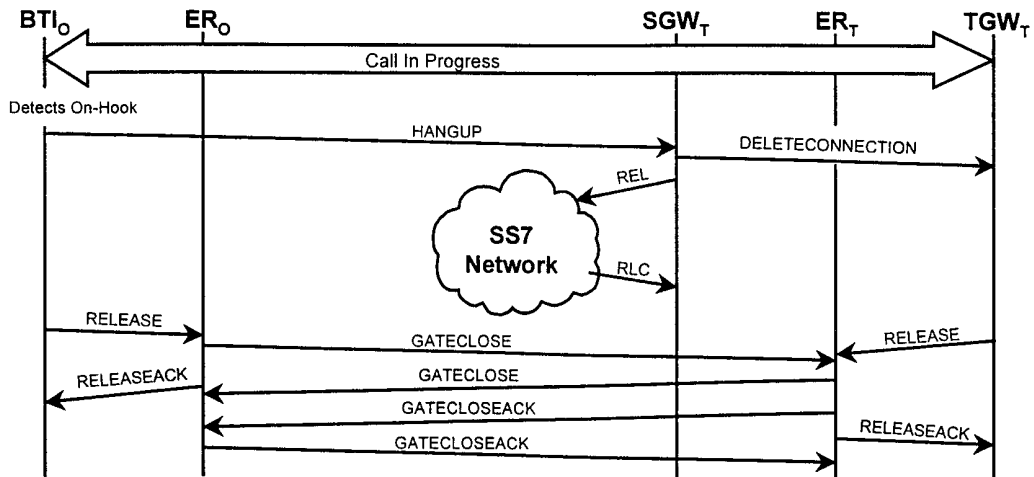 BTIO ERO SGWT ERT TGWT
Call In Progress
Detects On-Hook
HANGUP
DELETECONNECTION
REL
SS7
Network
RLC
RELEASE
GATECLOSE
RELEASE
RELEASEACK
GATECLOSE
GATECLOSEACK
GATECLOSEACK
RELEASEACK